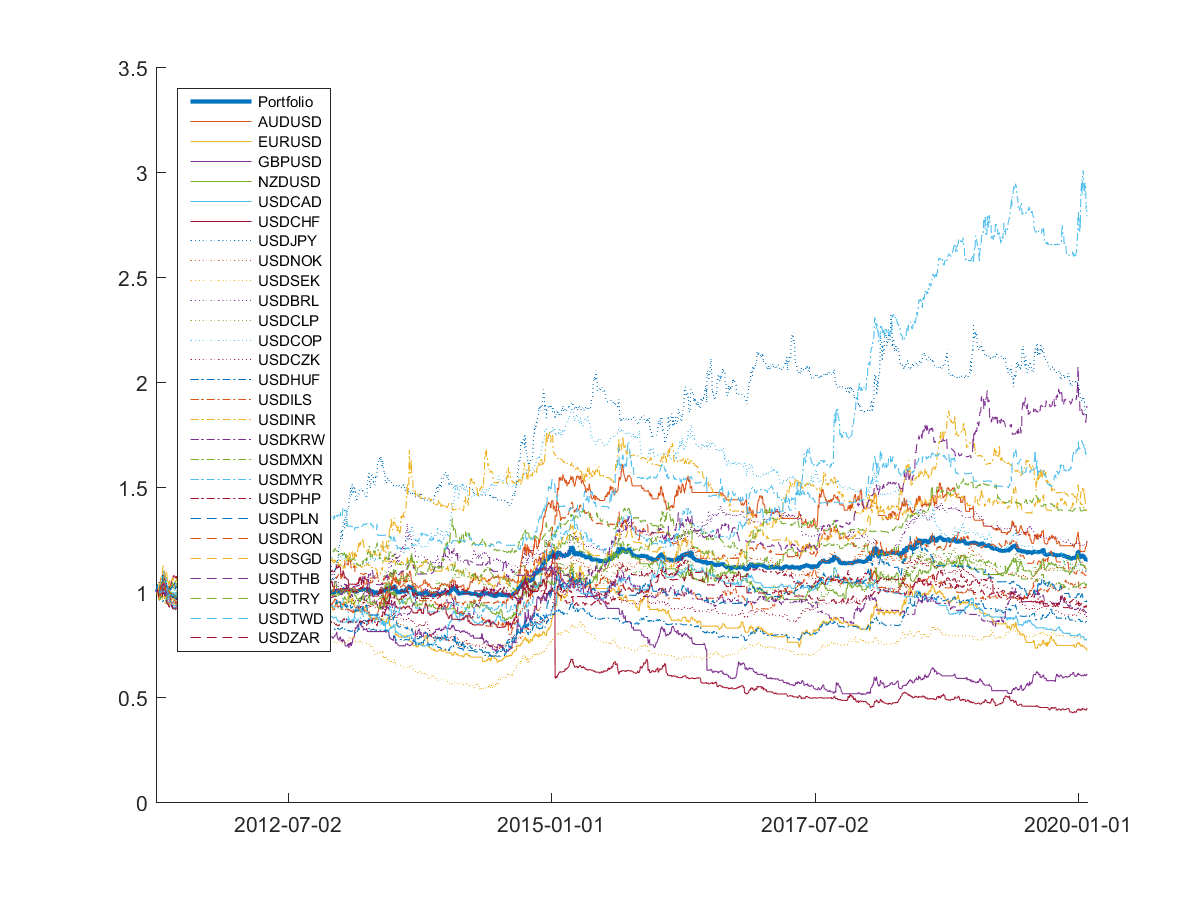 3.5
3
2.5
2
1.5
1
0.5
0
Portfolio
AUDUSD
EURUSD
GBPUSD
NZDUSD
USDCAD
USDCHF
USDJPY
USDNOK
USDSEK
USDBRL
USDCLP
USDCOP
USDCZK
USDHUF
USDILS
USDINR
USDKRW
USDMXN
USDMYR
USDPHP
USDPLN
USDRON
USDSGD
USDTHB
USDTRY
USDTWD
USDZAR
2012-07-02
2015-01-01
2017-07-02
2020-01-01